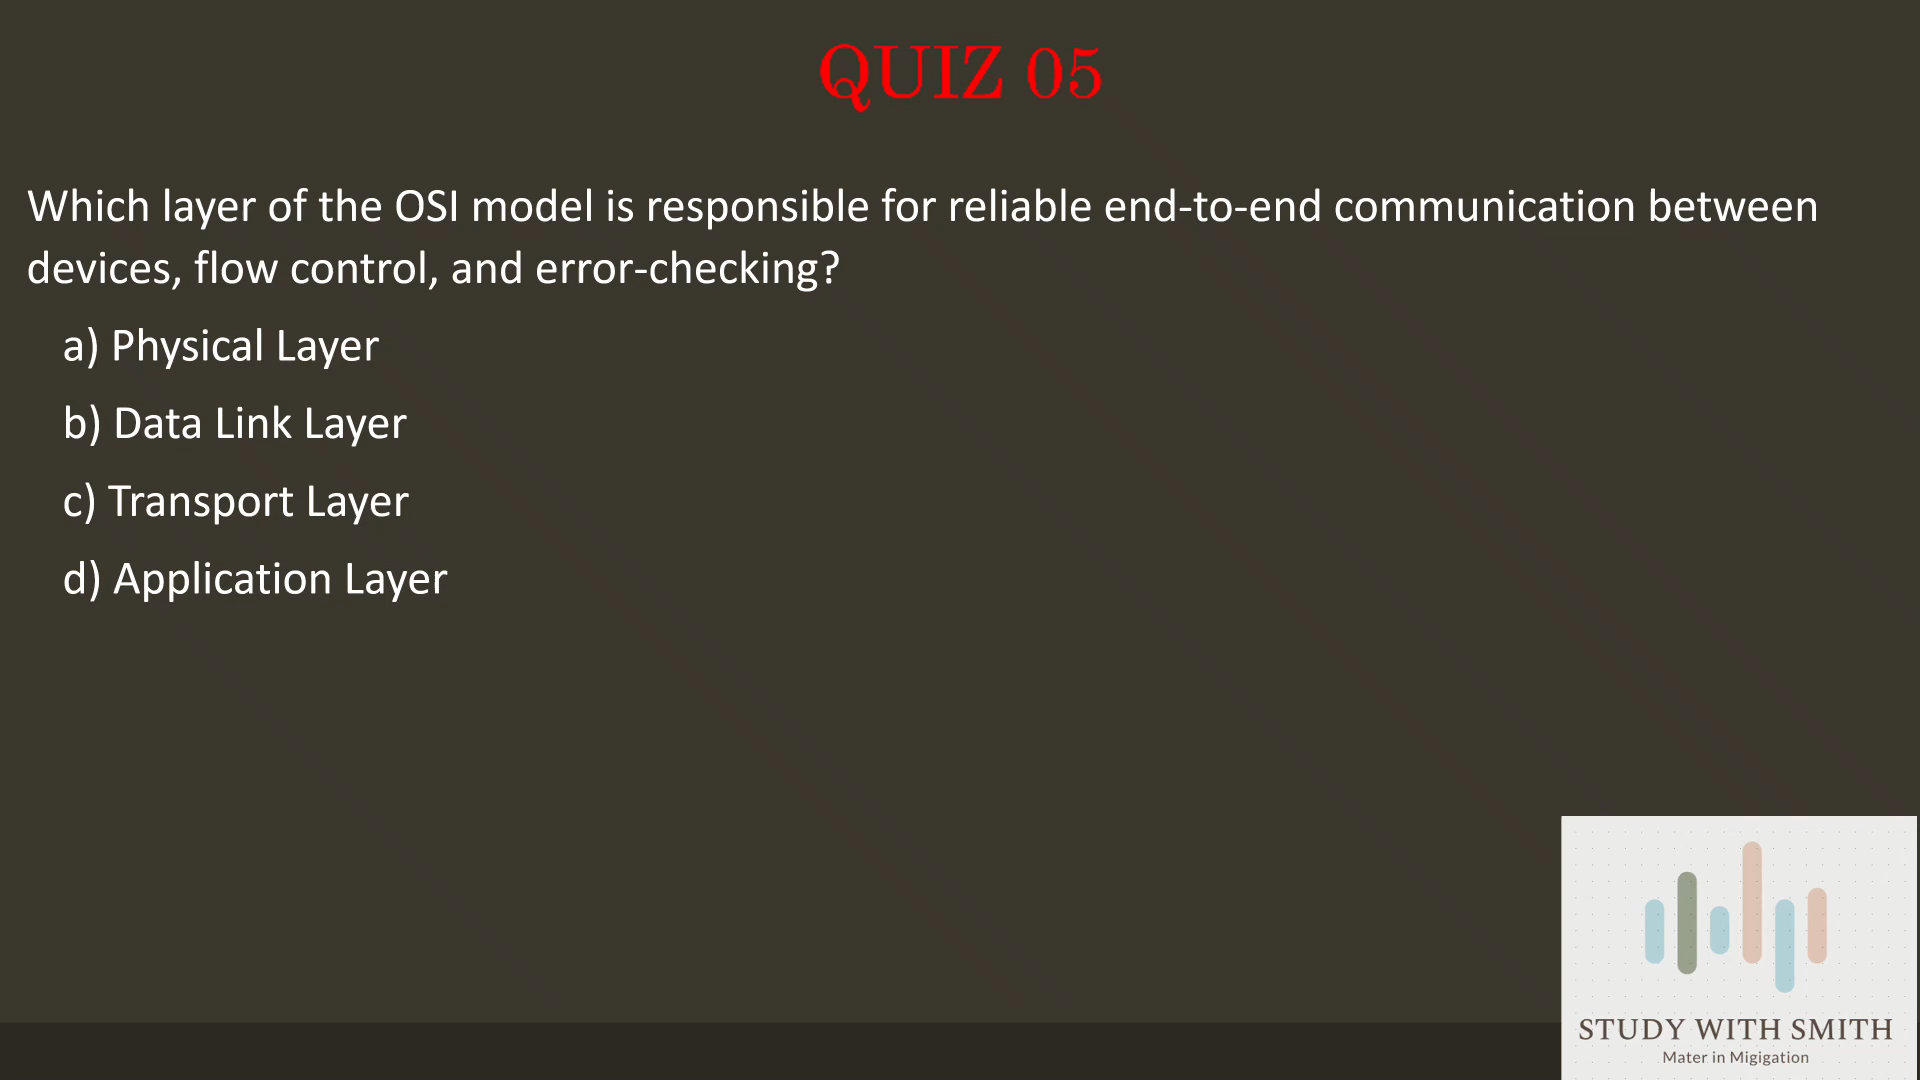 QUIZ 05
Which layer of the OSI model is responsible for reliable end-to-end communication between
devices, flow control, and error-checking?
a) Physical Layer
b) Data Link Layer
c) Transport Layer
d) Application Layer
STUDY WITH SMITH
Mater in Migigation